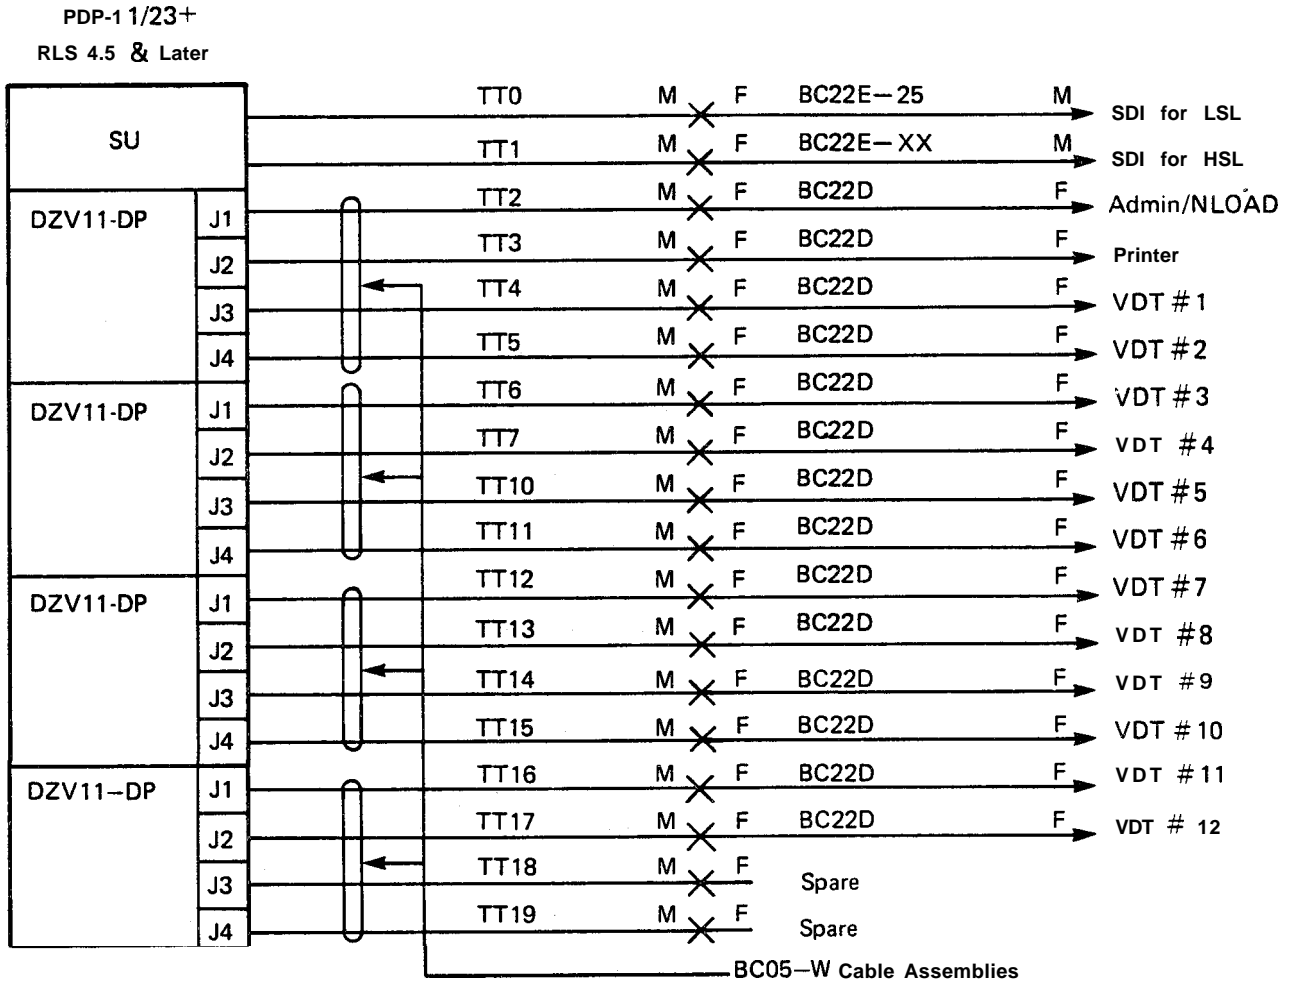 PDP-1 1/23+
RLS 4.5 & Later
SU
TT0 M F BC22E-25 M SDI for LSL
TT1 M F BC22E-XX M SDI for HSL
DZV11-DP J1 TT2 M F BC22D F Admin/NLOAD
J2 TT3 M F BC22D F Printer
J3 TT4 M F BC22D F VDT #1
J4 TT5 M F BC22D F VDT #2
DZV11-DP J1 TT6 M F BC22D F VDT #3
J2 TT7 M F BC22D F VDT #4
J3 TT10 M F BC22D F VDT #5
J4 TT11 M F BC22D F VDT #6
DZV11-DP J1 TT12 M F BC22D F VDT #7
J2 TT13 M F BC22D F VDT #8
J3 TT14 M F BC22D F VDT #9
J4 TT15 M F BC22D F VDT #10
DZV11-DP J1 TT16 M F BC22D F VDT #11
J2 TT17 M F BC22D F VDT # 12
J3 TT18 M F Spare
J4 TT19 M F Spare
BC05-W Cable Assemblies